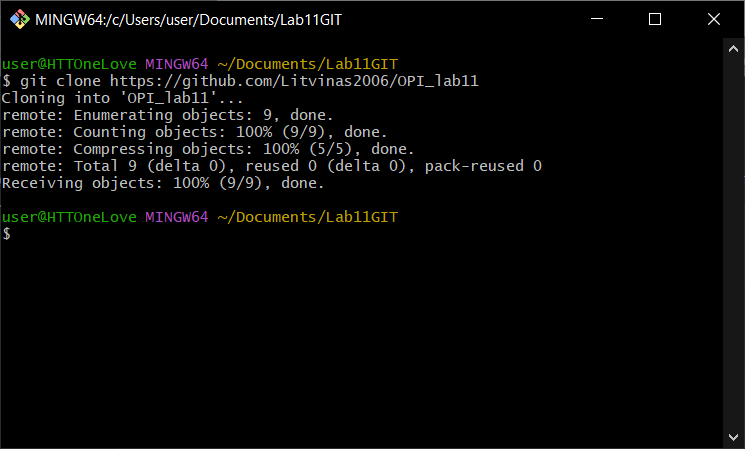 MINGW64:/c/Users/user/Documents/Lab11GIT
user@HTTOneLove MINGW64 ~/Documents/Lab11GIT
$ git clone https://github.com/Litvinas2006/OPI_lab11
Cloning into 'OPI_lab11'...
remote: Enumerating objects: 9, done.
remote: Counting objects: 100% (9/9), done.
remote: Compressing objects: 100% (5/5), done.
remote: Total 9 (delta 0), reused 0 (delta 0), pack-reused 0
Receiving objects: 100% (9/9), done.
user@HTTOneLove MINGW64 ~/Documents/Lab11GIT
$